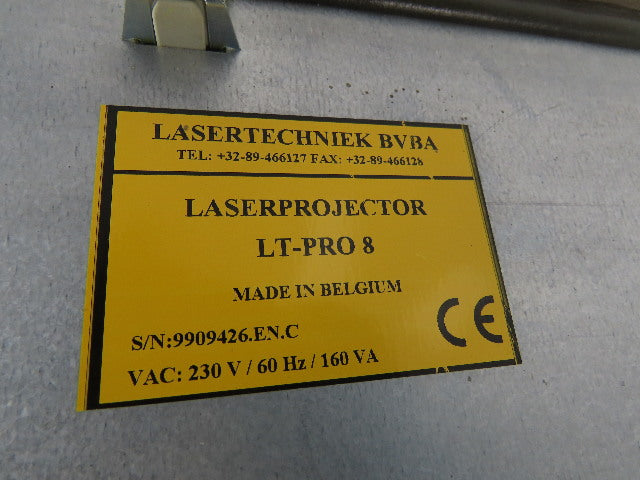 LASERTECHNIEK BVBA
TEL: +32-89-466127 FAX: +32-89-466128
LASERPROJECTOR
LT-PRO 8
MADE IN BELGIUM
CE
S/N:9909426.EN.C
VAC: 230 V / 60 Hz / 160 VA